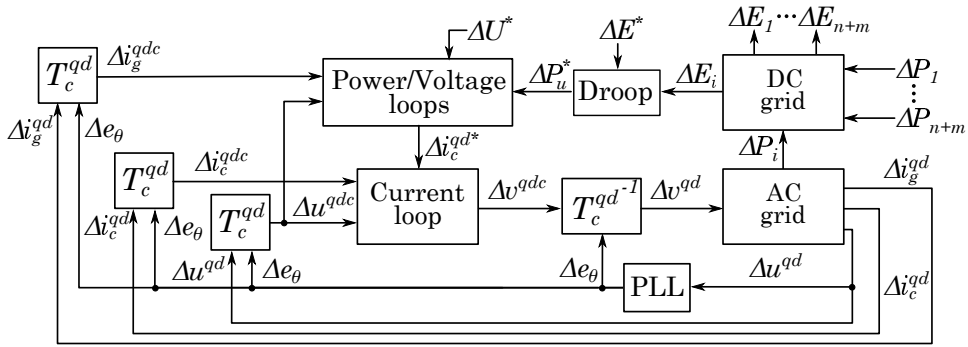 ΔU* ΔE* ΔE₁ ⋯ ΔEₙ₊ₘ
T_c^{qd} Δi_g^{qdc} Power/Voltage loops ΔP_u^* Droop ΔE_i DC grid ΔP₁
⋮
ΔPₙ₊ₘ
Δi_g^{qd} Δe_θ Δi_c^{qd*} ΔP_i
T_c^{qd} Δi_c^{qdc} Current loop Δv^{qdc} T_c^{qd^{-1}} Δv^{qd} AC grid Δi_g^{qd}
Δi_c^{qd} Δe_θ T_c^{qd} Δu^{qdc}
Δu^{qd} Δe_θ Δe_θ PLL Δu^{qd} Δi_c^{qd}